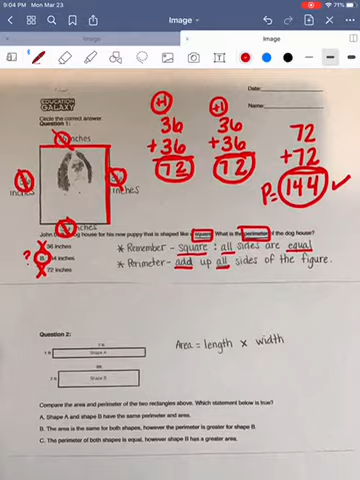 9:04 PM Mon Mar 23
71%
Image
Image
Image
EDUCATION
GALAXY
Date:
Name:
Circle the correct answer
Question 1:
+1
36
+ 36
72
+1
36
+ 36
72
72
+ 72
P= 144 ✓
inches
inches
inches
inches
dog house for his new puppy that is shaped like a square. What is the perimeter of the dog house?
36 inches
? B. 144 inches
72 inches
* Remember - square : all sides are equal
* Perimeter - add up all sides of the figure.
Question 2:
1 ft
Shape A
Shape B
Area = length x width
Compare the area and perimeter of the two rectangles above. Which statement below is true?
A. Shape A and shape B have the same perimeter and area.
B. The area is the same for both shapes, however the perimeter is greater for shape B.
C. The perimeter of both shapes is equal, however shape B has a greater area.